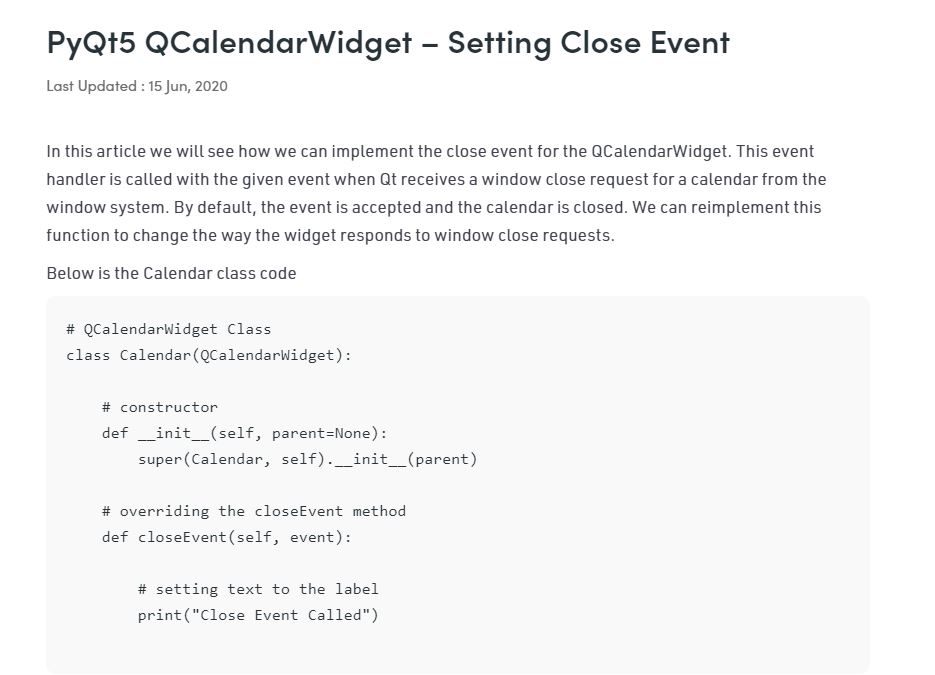 PyQt5 QCalendarWidget – Setting Close Event
Last Updated : 15 Jun, 2020
In this article we will see how we can implement the close event for the QCalendarWidget. This event
handler is called with the given event when Qt receives a window close request for a calendar from the
window system. By default, the event is accepted and the calendar is closed. We can reimplement this
function to change the way the widget responds to window close requests.
Below is the Calendar class code
# QCalendarWidget Class
class Calendar(QCalendarWidget):
    # constructor
    def __init__(self, parent=None):
        super(Calendar, self).__init__(parent)
    # overriding the closeEvent method
    def closeEvent(self, event):
        # setting text to the label
        print("Close Event Called")